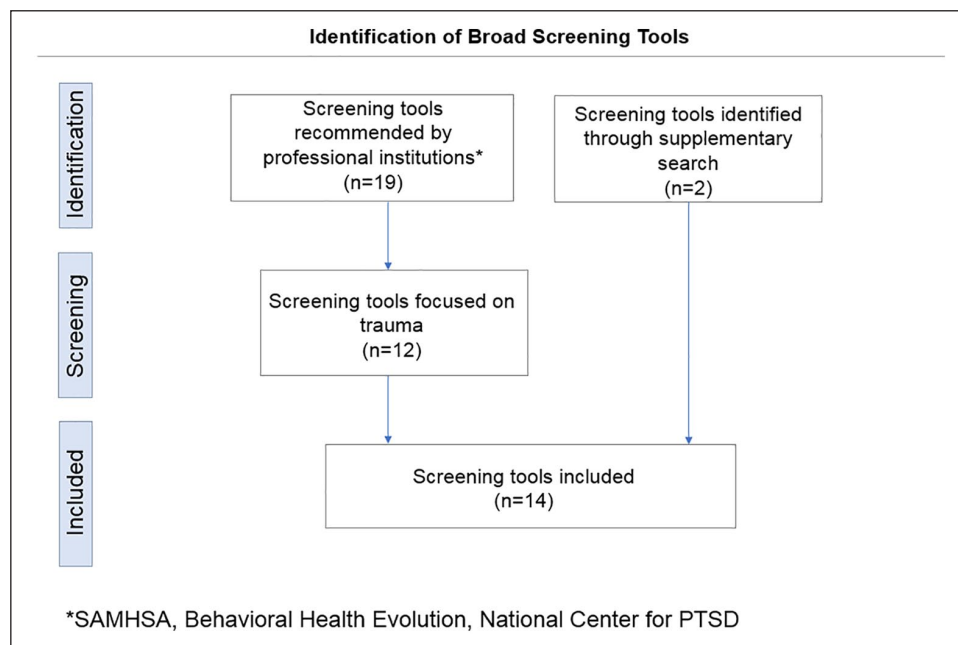 Identification of Broad Screening Tools
Identification
Screening tools
recommended by
professional institutions*
(n=19)
Screening tools identified
through supplementary
search
(n=2)
Screening
Screening tools focused on
trauma
(n=12)
Included
Screening tools included
(n=14)
*SAMHSA, Behavioral Health Evolution, National Center for PTSD